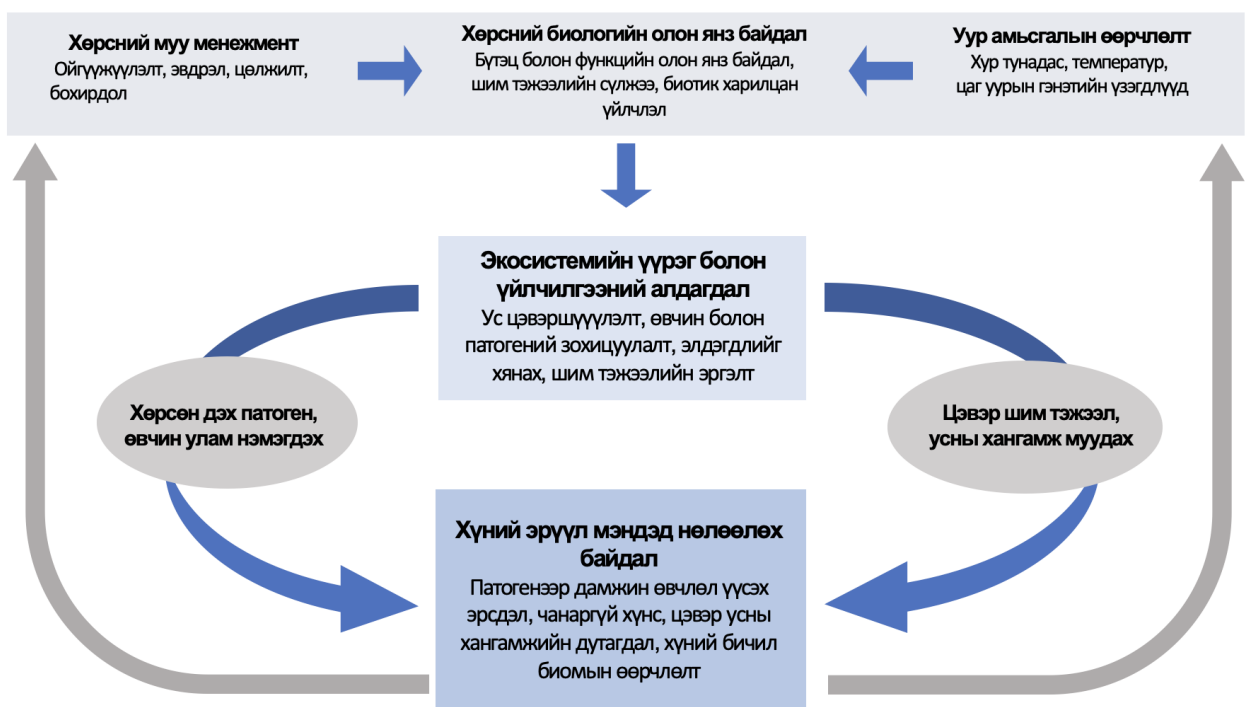 Хөрсний муу менежмент
Ойгүүжүүлэлт, эвдрэл, цөлжилт,
бохирдол
Хөрсний биологийн олон янз байдал
Бүтэц болон функцийн олон янз байдал,
шим тэжээлийн сүлжээ, биотик харилцан
үйлчлэл
Уур амьсгалын өөрчлөлт
Хур тунадас, температур,
цаг уурын гэнэтийн үзэгдлүүд
Экосистемийн үүрэг болон
үйлчилгээний алдагдал
Ус цэвэршүүүлэлт, өвчин болон
патогений зохицуулалт, элдэгдлийг
хянах, шим тэжээлийн эргэлт
Хөрсөн дэх патоген,
өвчин улам нэмэгдэх
Цэвэр шим тэжээл,
усны хангамж муудах
Хүний эрүүл мэндэд нөлөөлөх
байдал
Патогенээр дамжин өвчлөл үүсэх
эрсдэл, чанаргүй хүнс, цэвэр усны
хангамжийн дутагдал, хүний бичил
биомын өөрчлөлт